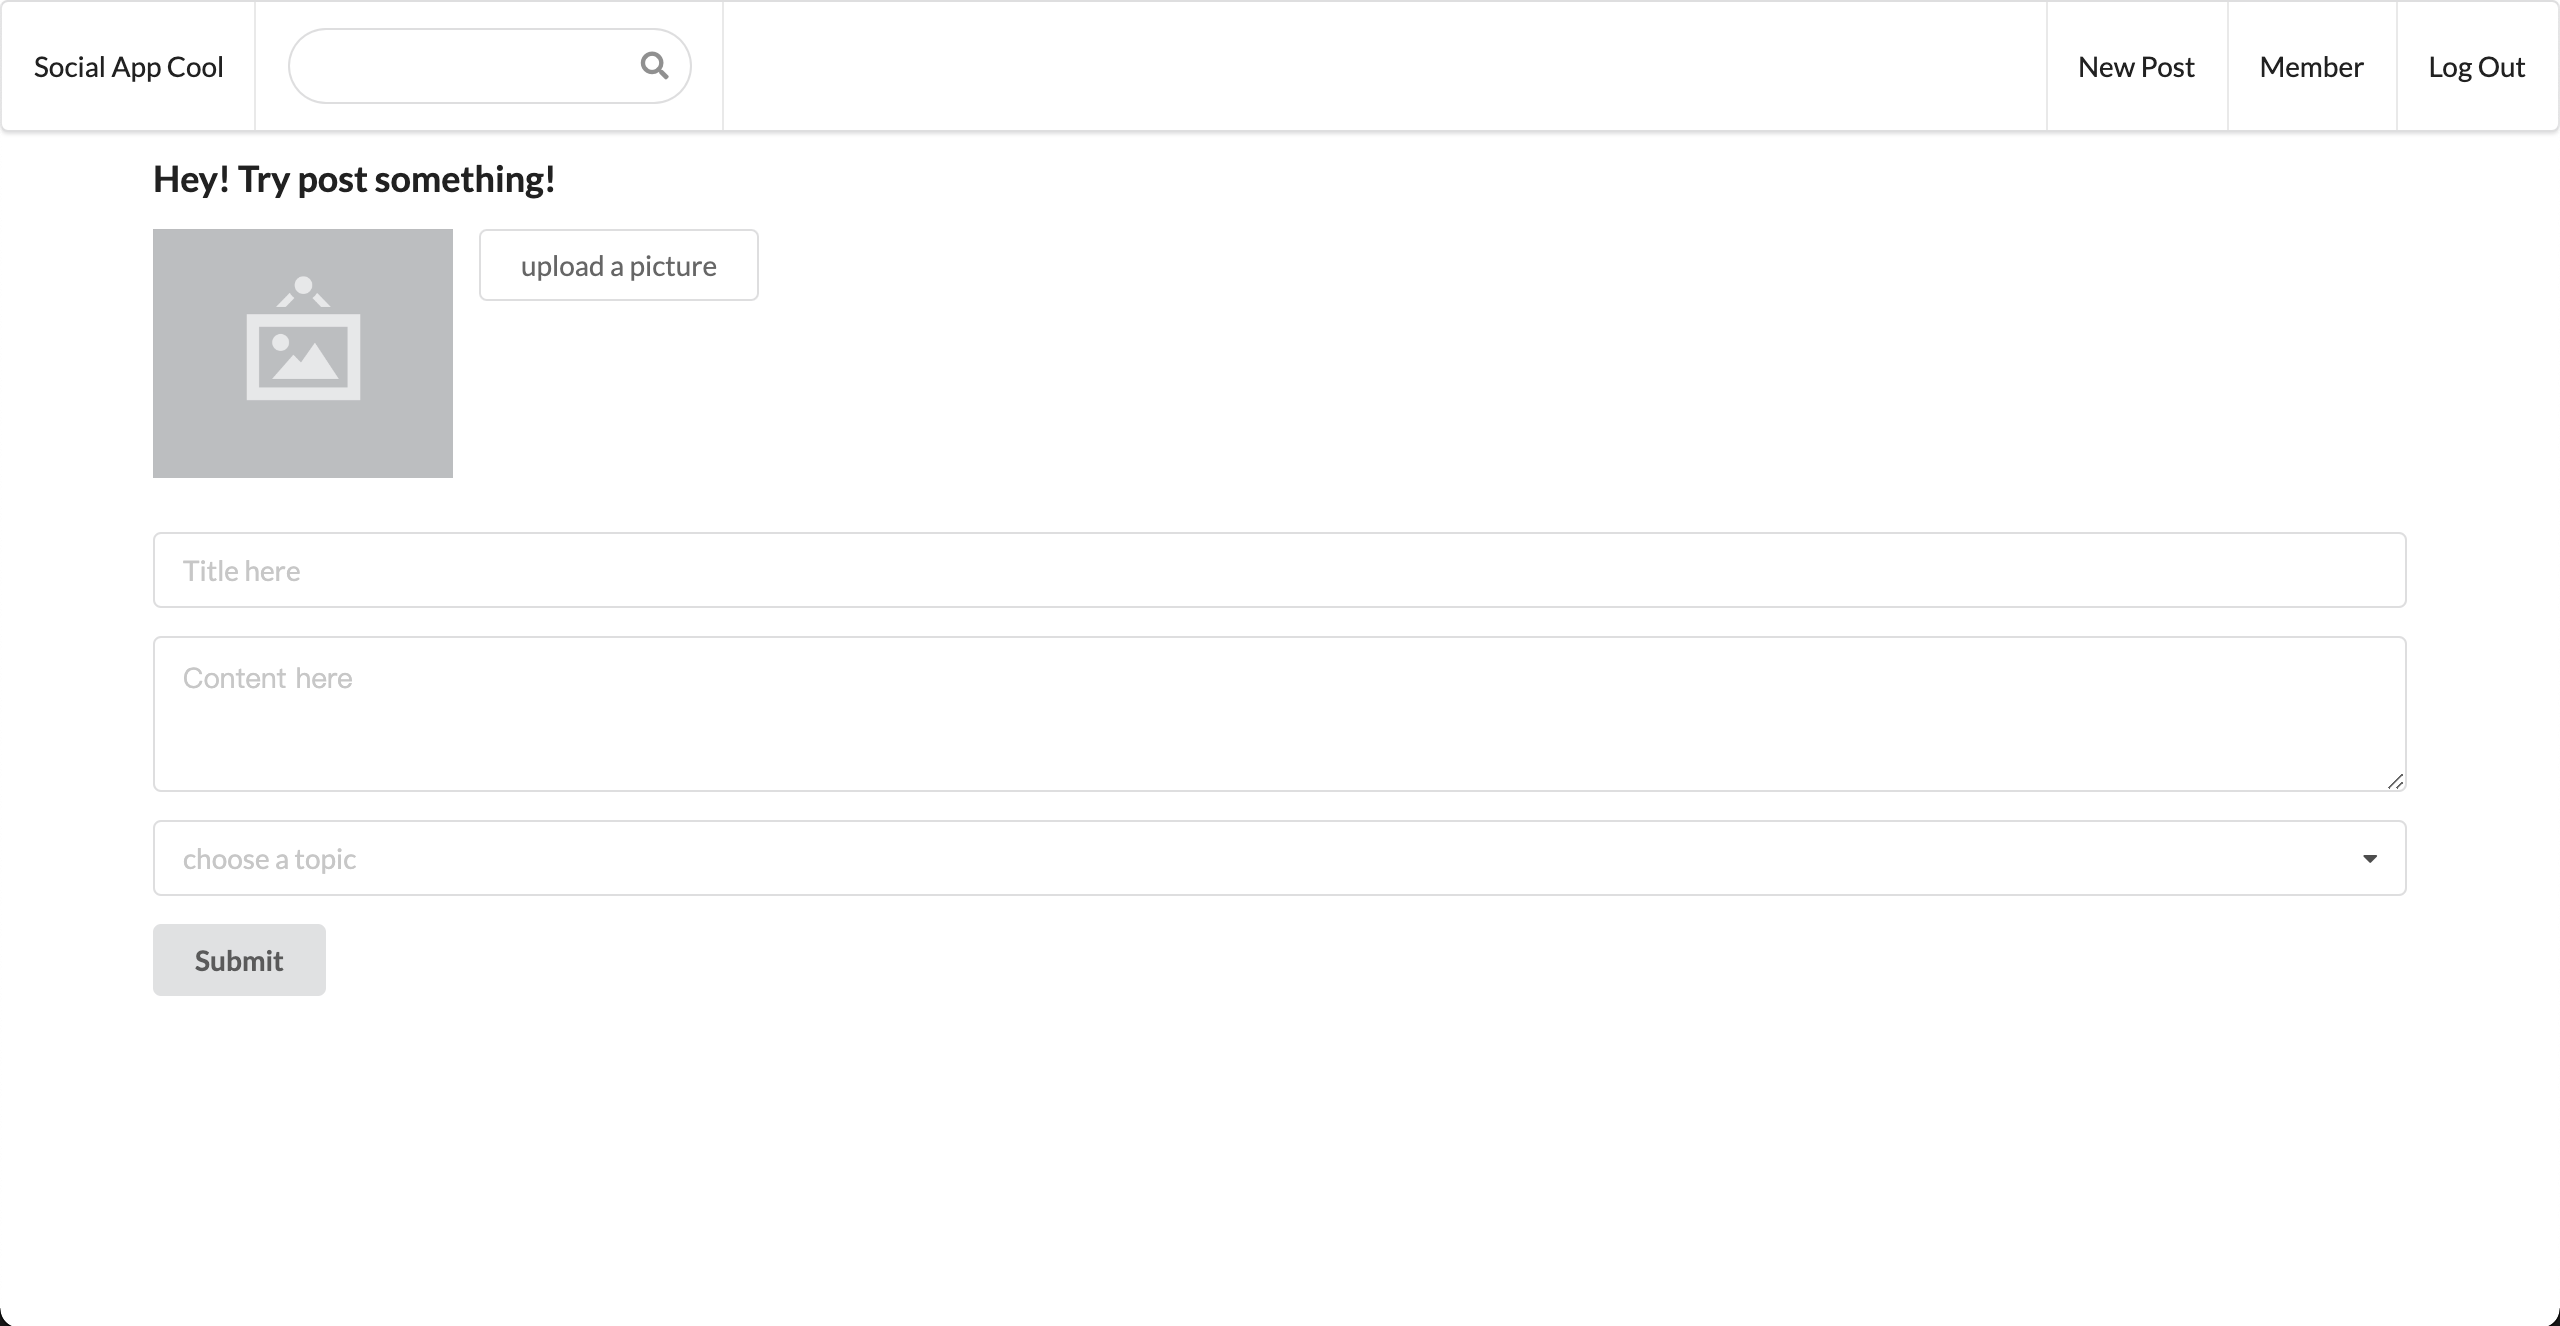 Social App Cool
New Post
Member
Log Out
Hey! Try post something!
upload a picture
Title here
Content here
choose a topic
Submit